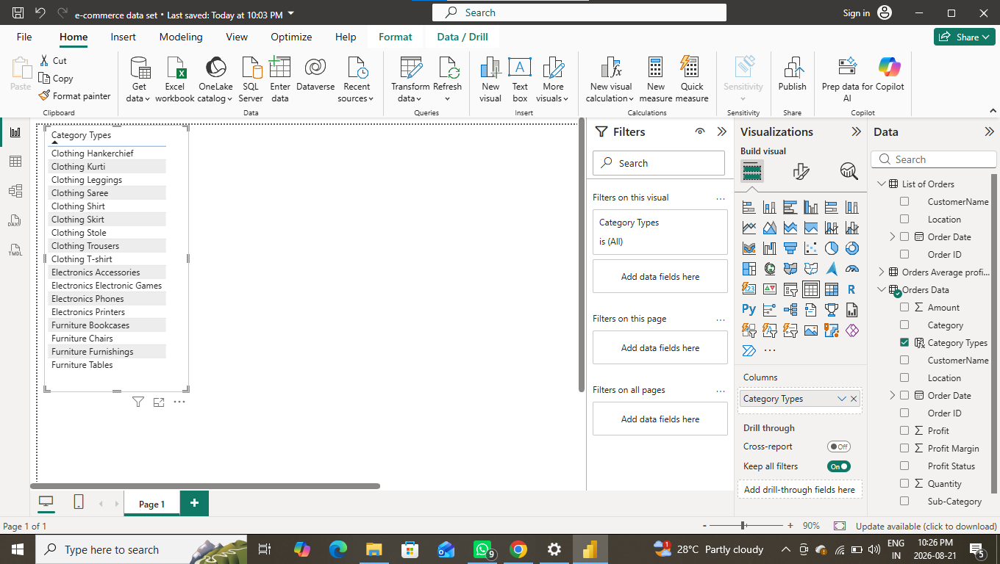 e-commerce data set • Last saved: Today at 10:03 PM
Search
Sign in
File
Home
Insert
Modeling
View
Optimize
Help
Format
Data / Drill
Share
Paste
Cut
Copy
Format painter
Clipboard
Get data
Excel workbook
OneLake catalog
SQL Server
Enter data
Dataverse
Recent sources
Data
Transform data
Refresh
Queries
New visual
Text box
More visuals
Insert
New visual calculation
New measure
Quick measure
Calculations
Sensitivity
Sensitivity
Publish
Share
Prep data for AI
Copilot
Copilot
DAX
TMDL
Category Types
Clothing Hankerchief
Clothing Kurti
Clothing Leggings
Clothing Saree
Clothing Shirt
Clothing Skirt
Clothing Stole
Clothing Trousers
Clothing T-shirt
Electronics Accessories
Electronics Electronic Games
Electronics Phones
Electronics Printers
Furniture Bookcases
Furniture Chairs
Furniture Furnishings
Furniture Tables
Filters
Search
Filters on this visual
Category Types
is (All)
Add data fields here
Filters on this page
Add data fields here
Filters on all pages
Add data fields here
Visualizations
Build visual
123
R
Py
Columns
Category Types
Drill through
Cross-report
Off
Keep all filters
On
Add drill-through fields here
Data
Search
List of Orders
CustomerName
Location
Order Date
Order ID
Orders Average profi...
Orders Data
Amount
Category
Category Types
CustomerName
Location
Order Date
Order ID
Profit
Profit Margin
Profit Status
Quantity
Sub-Category
Page 1
Page 1 of 1
90%
Update available (click to download)
Type here to search
9
1
28°C Partly cloudy
ENG
IN
10:26 PM
2026-08-21
5